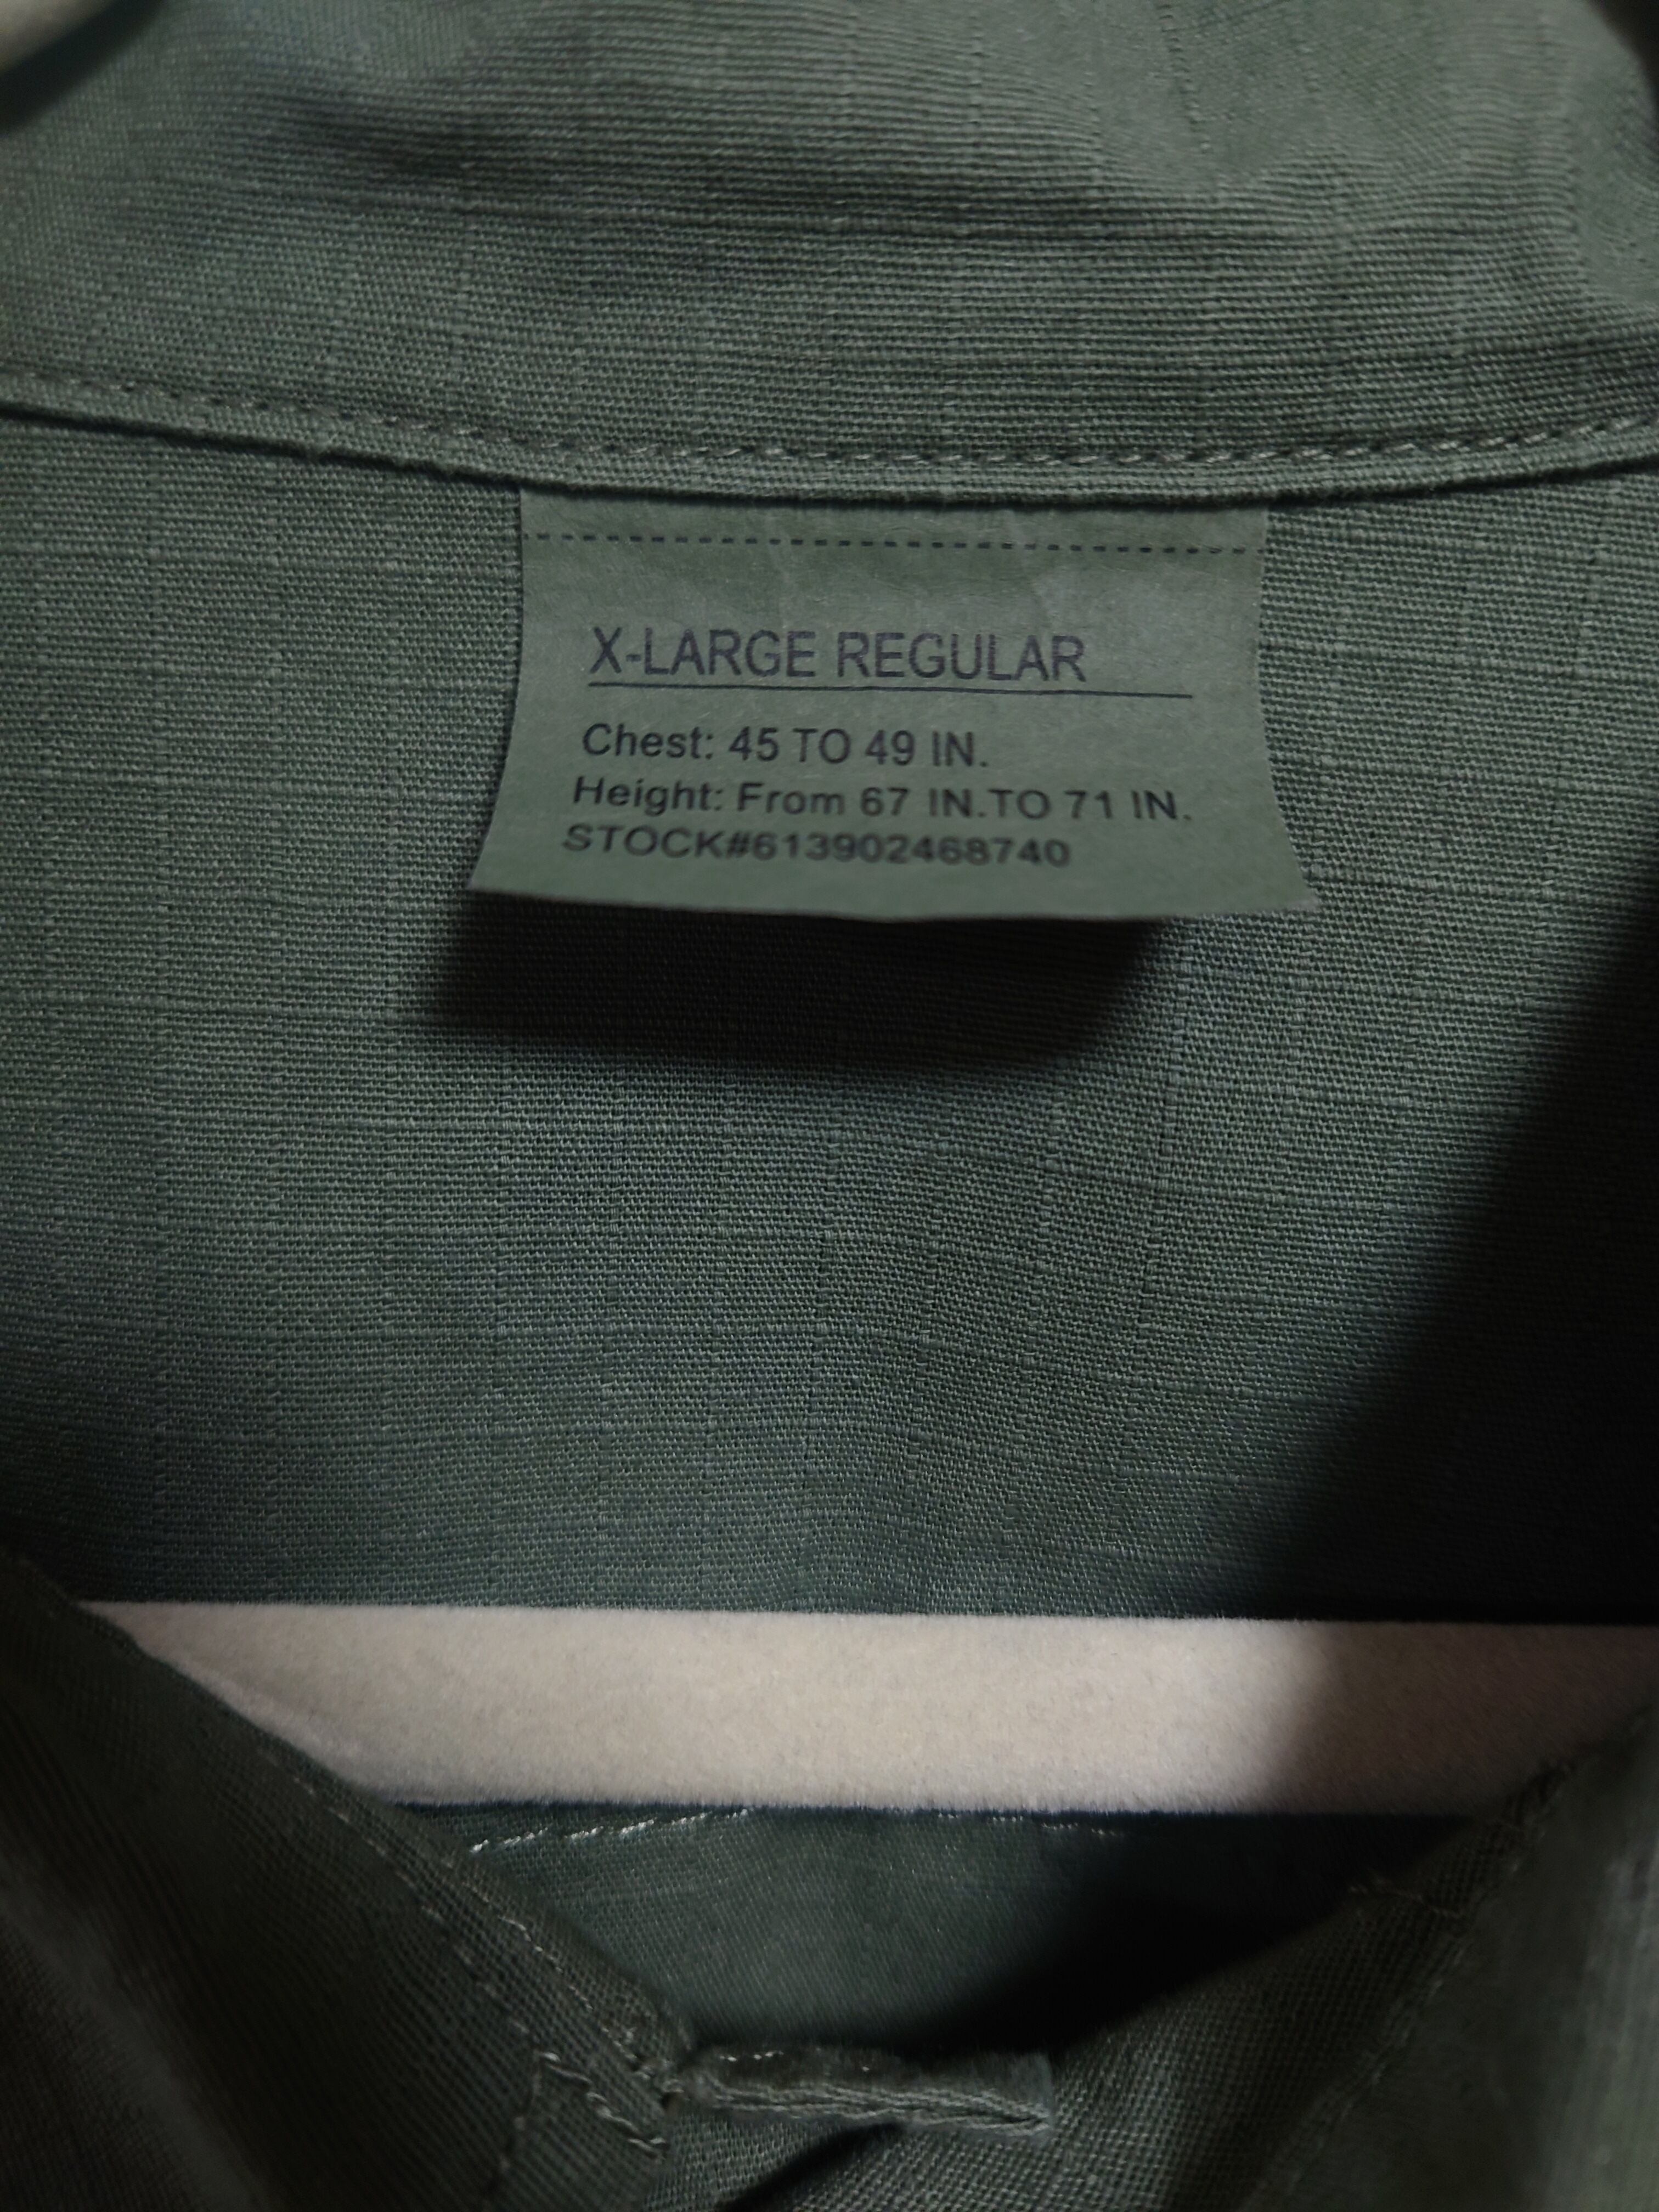 X-LARGE REGULAR
Chest: 45 TO 49 IN.
Height: From 67 IN.TO 71 IN.
STOCK#613902468740